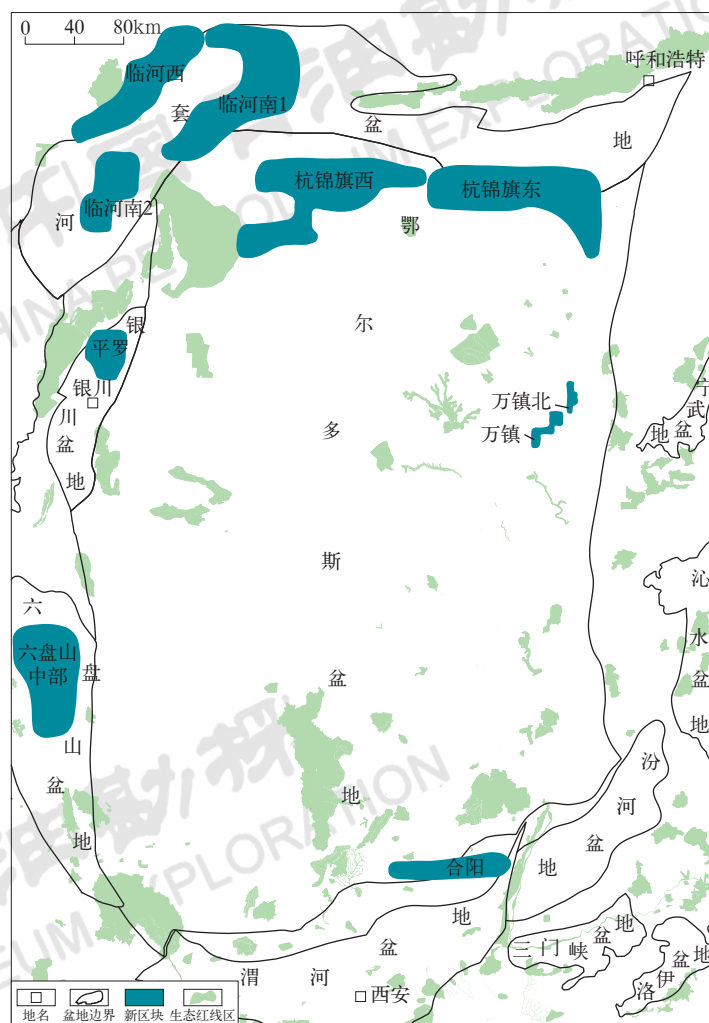 0 40 80km
临河西
临河南1
呼和浩特
套
盆
地
临河南2
河
杭锦旗西
杭锦旗东
鄂
尔
多
斯
盆
地
银
平罗
银川
川
盆
地
万镇北
万镇
宁
武
盆
地
沁
水
盆
地
六
六盘山
中部
盘
山
盆
地
汾
河
盆
地
合阳
地
盆
河
渭
西安
三门峡盆地
洛伊盆地
地名 盆地边界 新区块 生态红线区
CHINA PETROLEUM EXPLORATION